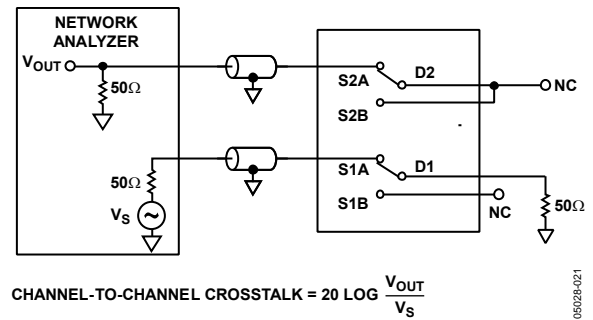 NETWORK
ANALYZER
VOUT
50Ω
50Ω
VS
S2A
D2
S2B
NC
S1A
D1
S1B
NC
50Ω
CHANNEL-TO-CHANNEL CROSSTALK = 20 LOG VOUT / VS
05028-021